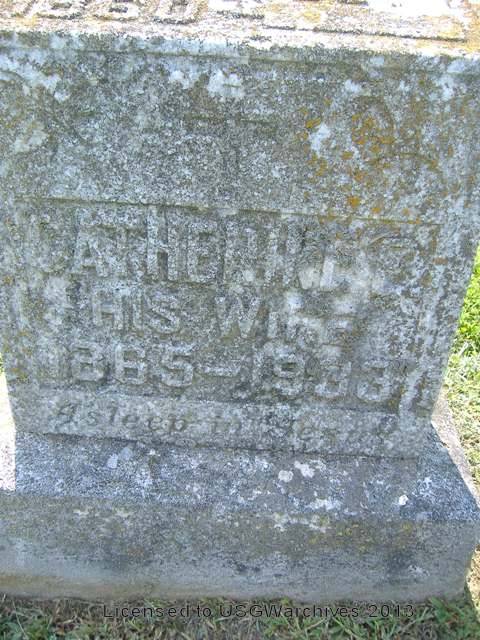 CATHERINE
HIS WIFE
1865–1933
Asleep in Jesus
Licensed to USGWarchives 2013